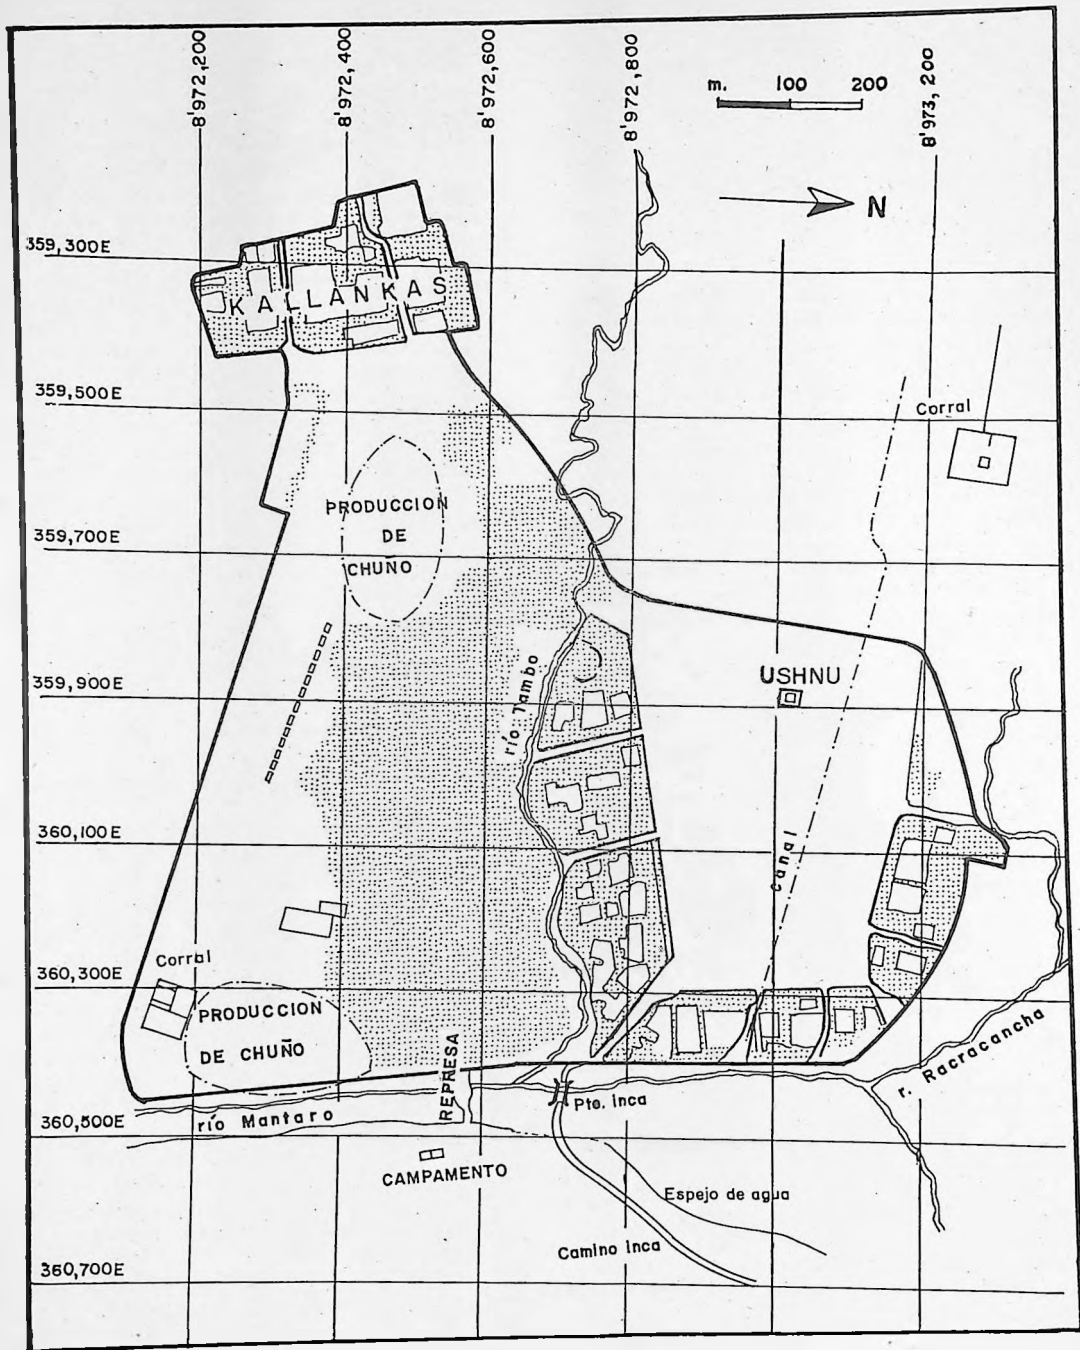 8'972,200
8'972,400
8'972,600
8'972,800
8'973,200
m. 100 200
N
359,300E
KALLANKAS
359,500E
Corral
PRODUCCION
DE
CHUÑO
359,700E
río Tambo
USHNU
359,900E
360,100E
canal
Corral
360,300E
PRODUCCION
DE CHUÑO
REPRESA
r. Racracancha
Pte. inca
río Mantaro
360,500E
CAMPAMENTO
Espejo de agua
Camino inca
360,700E